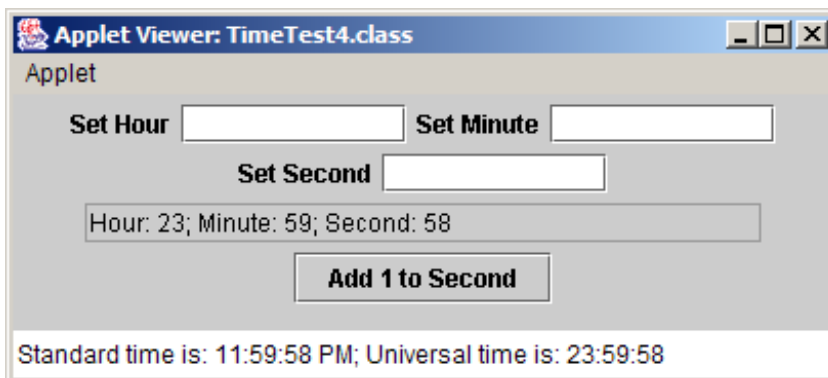 Applet Viewer: TimeTest4.class
Applet
Set Hour Set Minute
Set Second
Hour: 23; Minute: 59; Second: 58
Add 1 to Second
Standard time is: 11:59:58 PM; Universal time is: 23:59:58